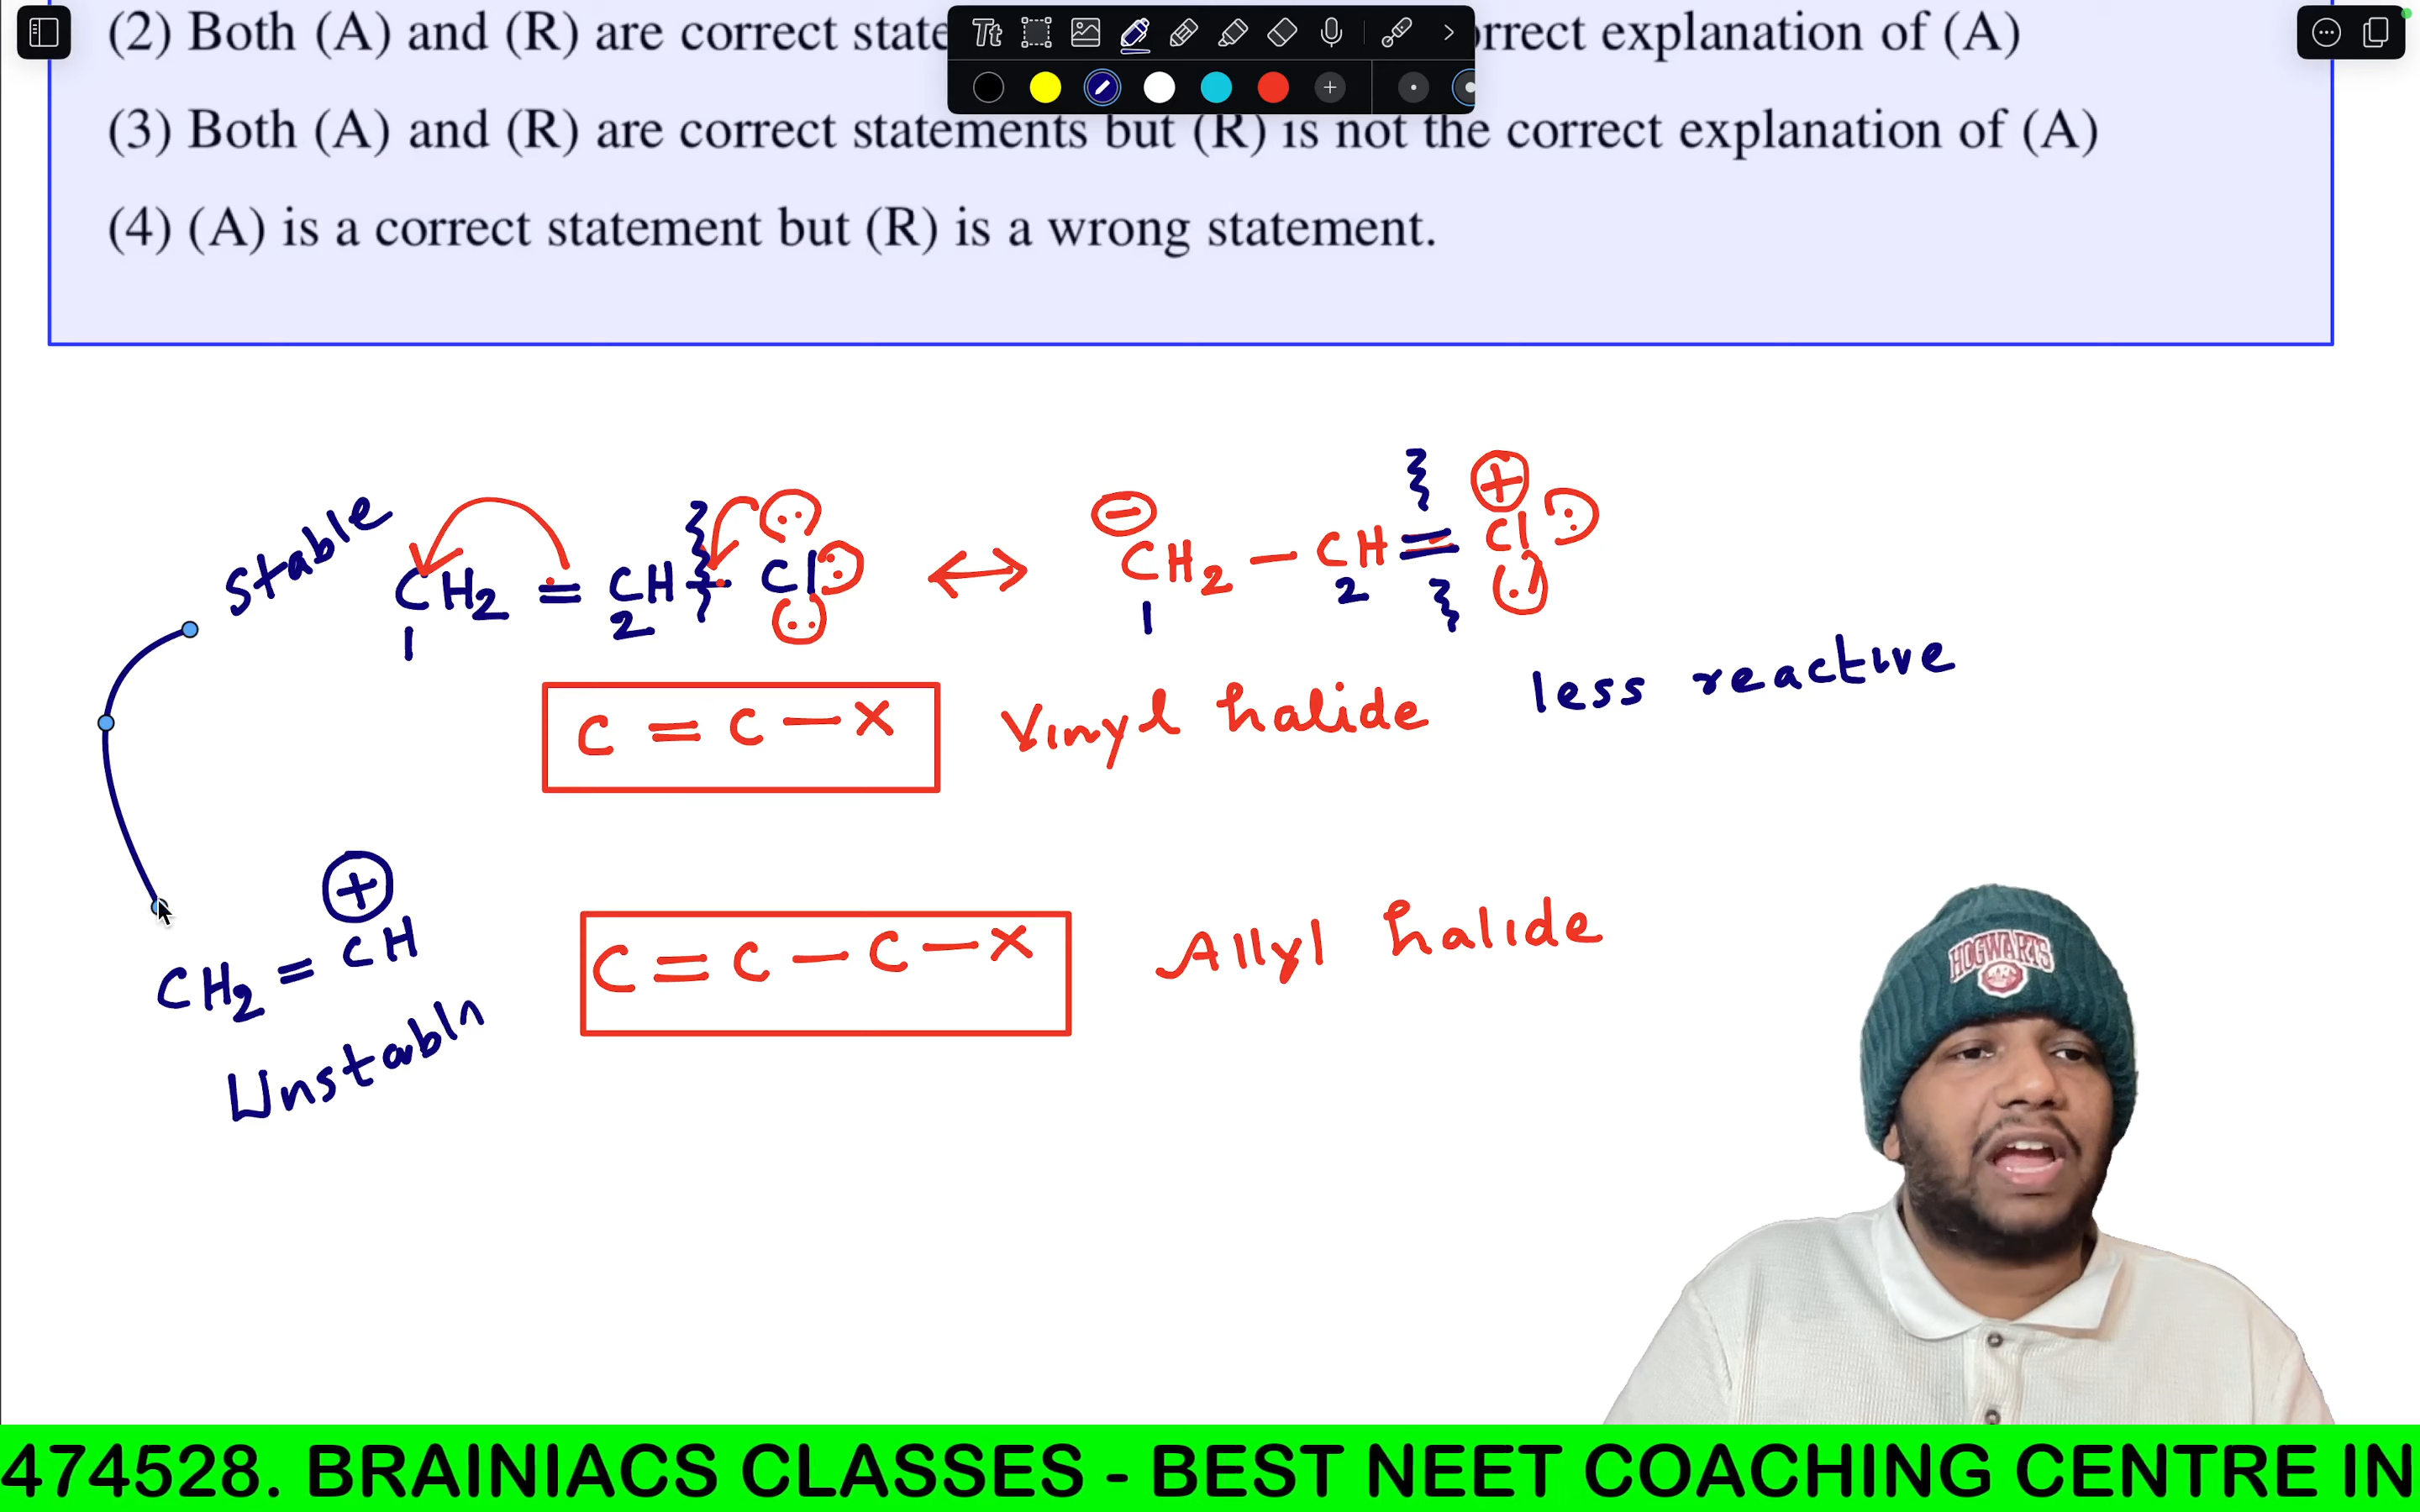 (2) Both (A) and (R) are correct state rrect explanation of (A)
(3) Both (A) and (R) are correct statements but (R) is not the correct explanation of (A)
(4) (A) is a correct statement but (R) is a wrong statement.
Tt
Stable
CH2 = CH - Cl ↔ CH2 - CH = Cl
1 2 1 2
⊖ ⊕
C = C - X Vinyl halide less reactive
⊕
CH2 = CH
Unstabln
C = C - C - X Allyl halide
HOGWARTS
474528. BRAINIACS CLASSES - BEST NEET COACHING CENTRE IN